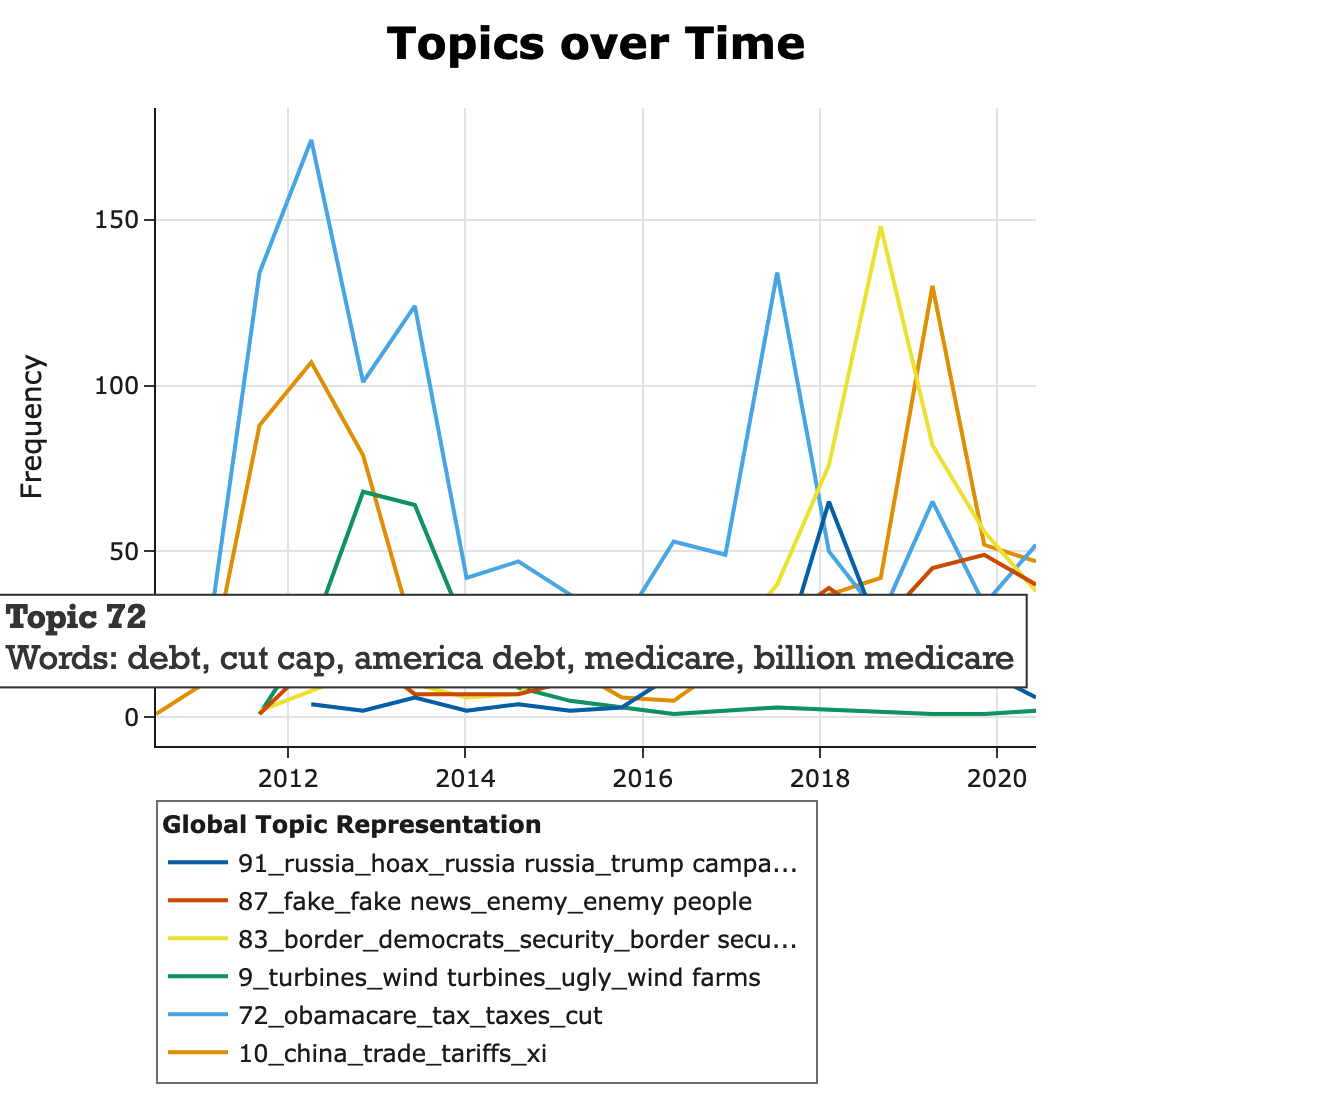 Topics over Time
Frequency
150
100
50
Topic 72
Words: debt, cut cap, america debt, medicare, billion medicare
0
2012 2014 2016 2018 2020
Global Topic Representation
91_russia_hoax_russia russia_trump campa...
87_fake_fake news_enemy_enemy people
83_border_democrats_security_border secu...
9_turbines_wind turbines_ugly_wind farms
72_obamacare_tax_taxes_cut
10_china_trade_tariffs_xi